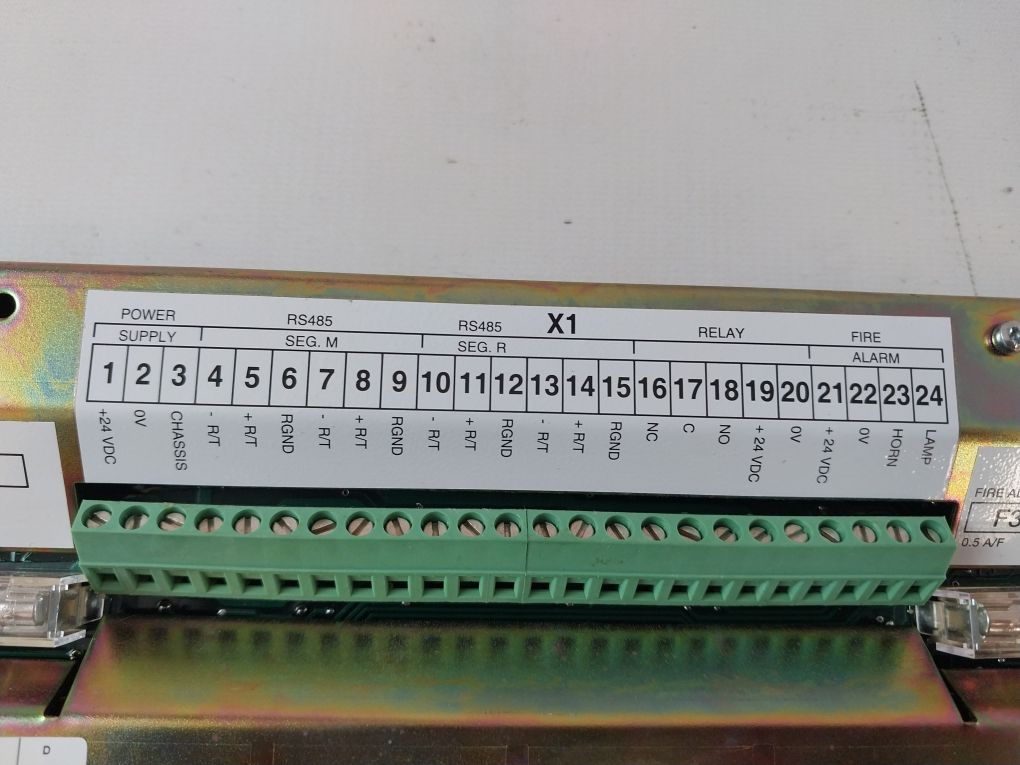 POWER RS485 RS485 X1 RELAY FIRE
SUPPLY SEG. M SEG. R ALARM
1 2 3 4 5 6 7 8 9 10 11 12 13 14 15 16 17 18 19 20 21 22 23 24
+24 VDC
0V
CHASSIS
- R/T
+ R/T
RGND
- R/T
+ R/T
RGND
- R/T
+ R/T
RGND
- R/T
+ R/T
RGND
NC
C
NO
+ 24 VDC
0V
+ 24 VDC
0V
HORN
LAMP
FIRE
F3
0.5 A/F
D